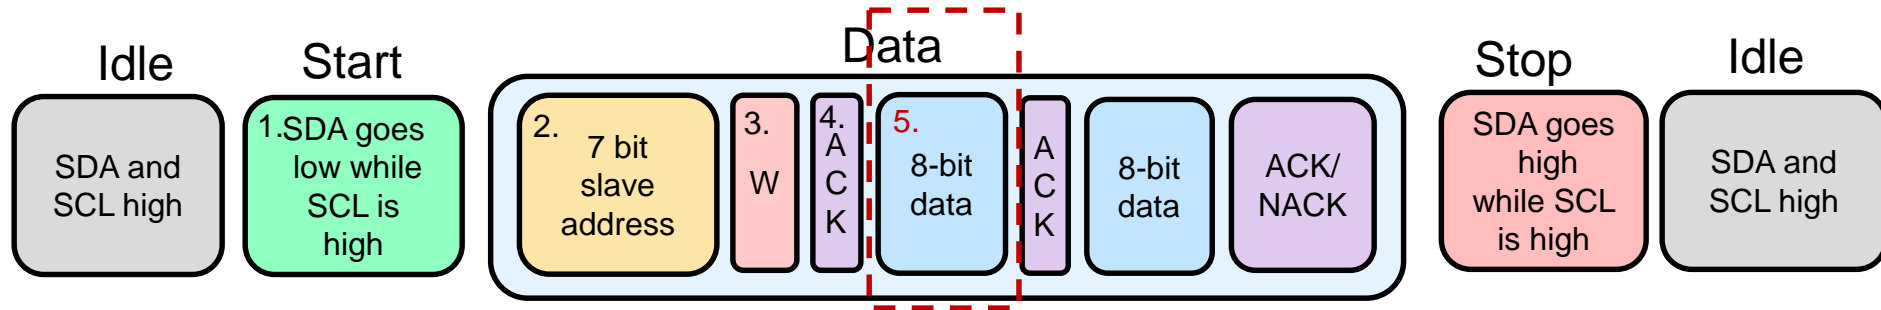 Idle
Start
Data
Stop
Idle
SDA and
SCL high
1.SDA goes
low while
SCL is
high
2.
7 bit
slave
address
3.
W
4.
A
C
K
5.
8-bit
data
A
C
K
8-bit
data
ACK/
NACK
SDA goes
high
while SCL
is high
SDA and
SCL high